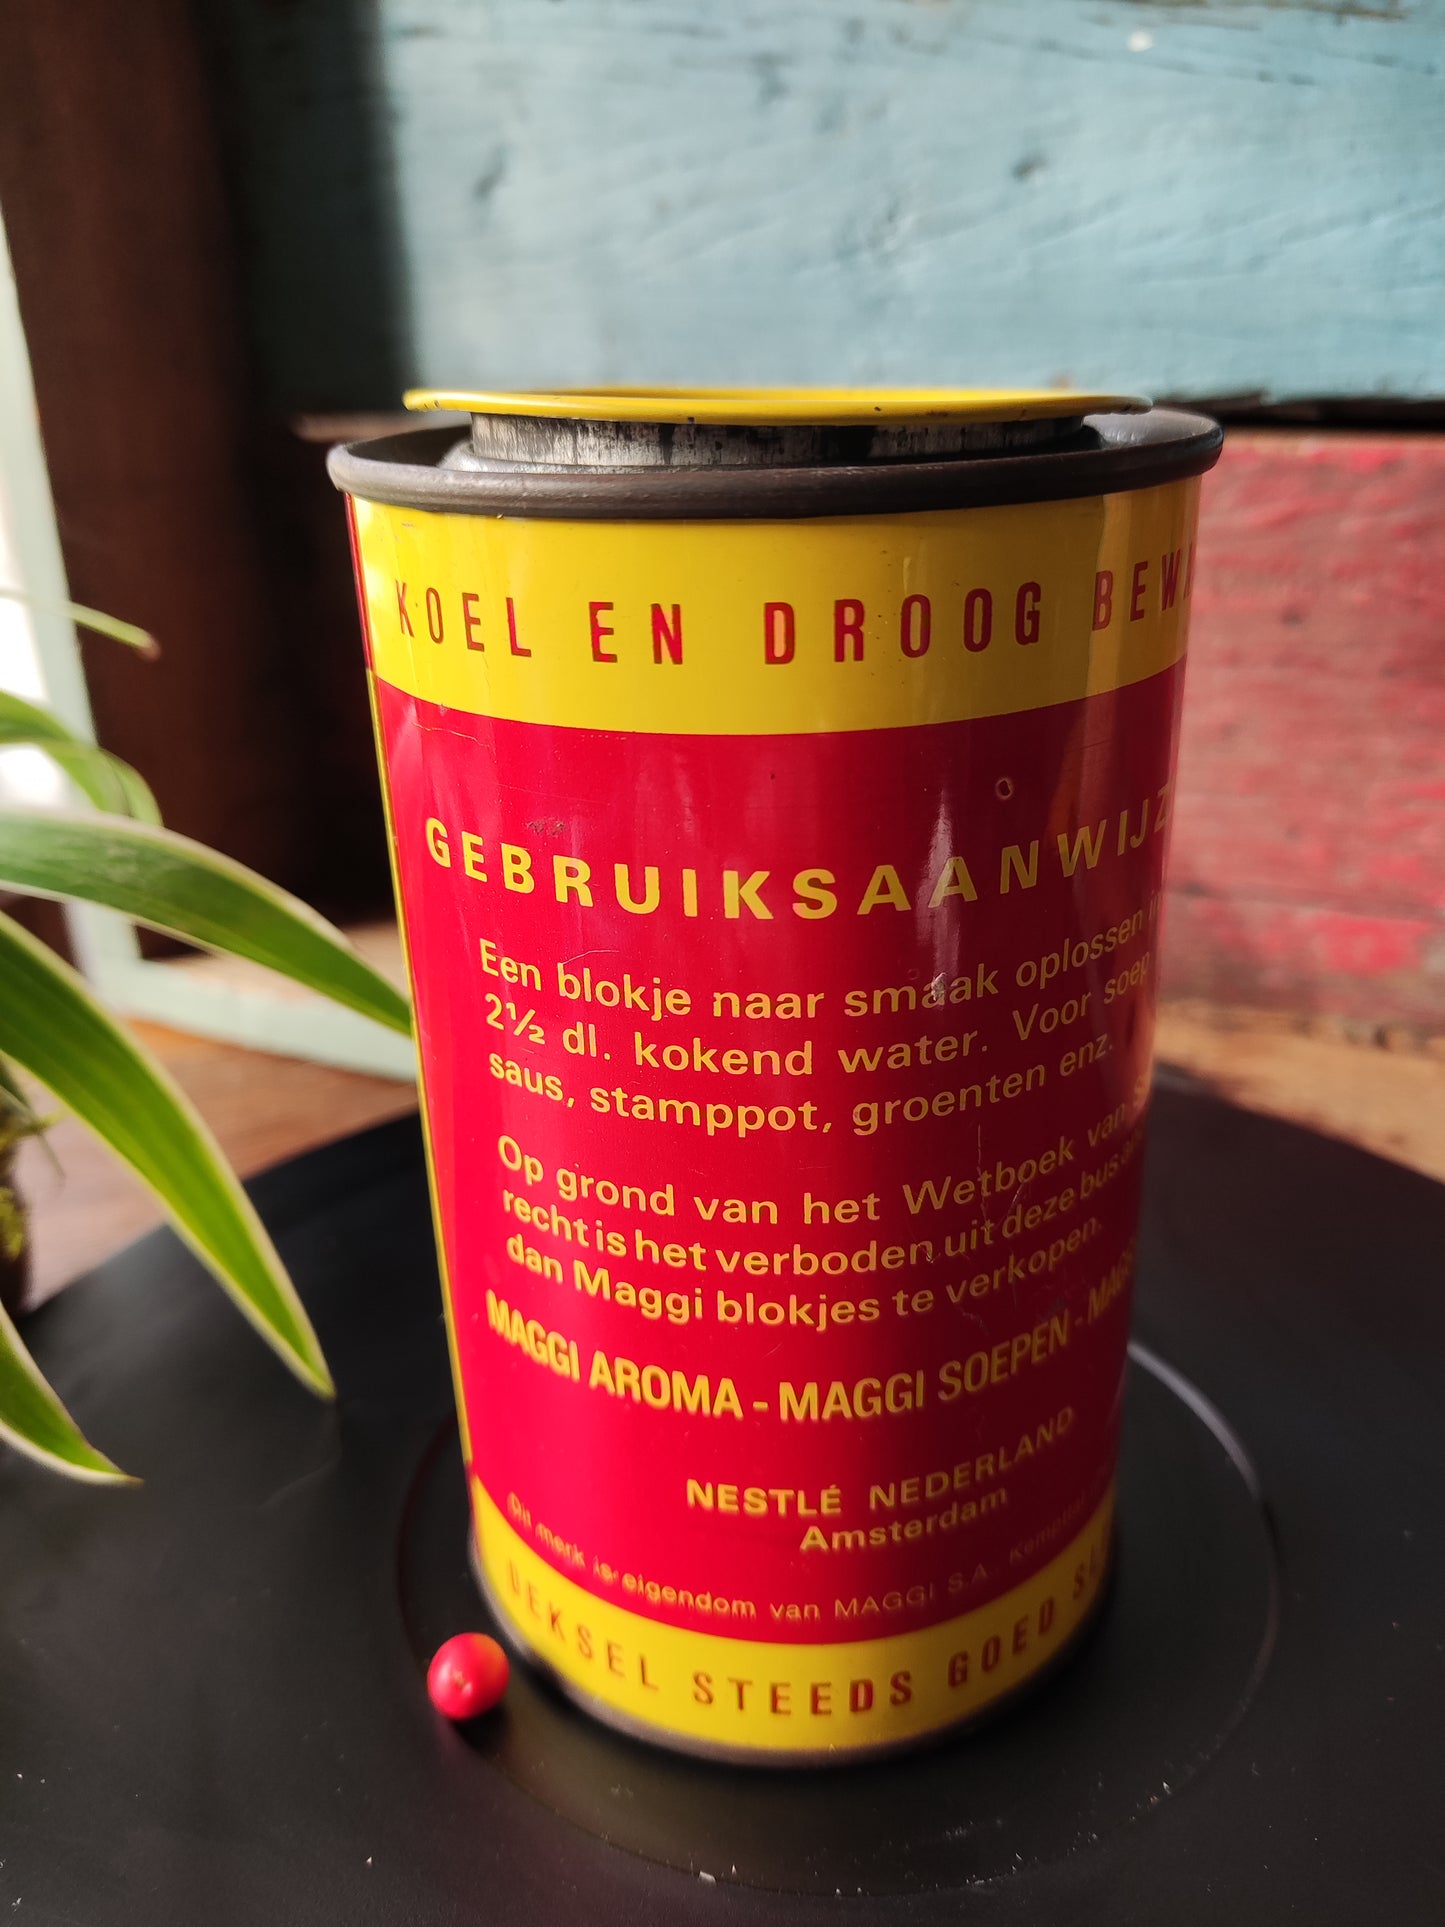 KOEL EN DROOG
GEBRUIKSAANWIJZ
Een blokje naar smaak oplossen
2½ dl. kokend water. Voor soep
saus, stamppot, groenten enz.
Op grond van het Wetboek van
recht is het verboden uit deze bus
dan Maggi blokjes te verkopen.
MAGGI AROMA - MAGGI SOEPEN -
NESTLÉ NEDERLAND
Amsterdam
Dit merk is eigendom van MAGGI S.A.
DEKSEL STEEDS GOED